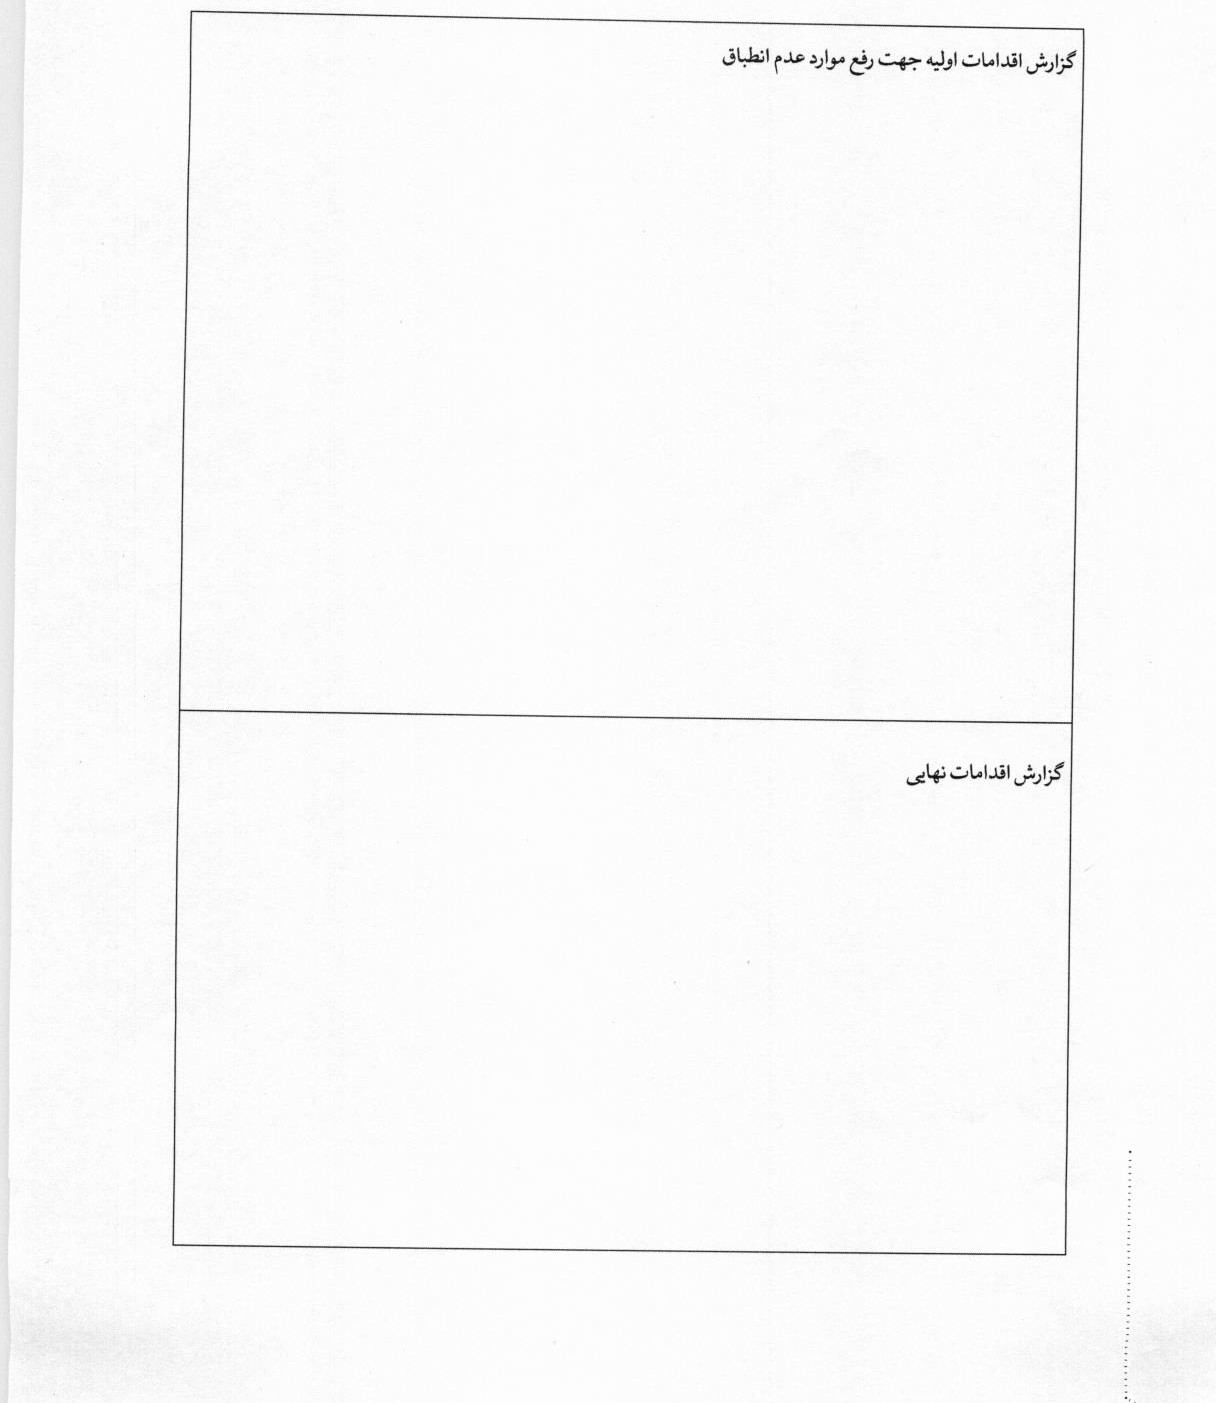 گزارش اقدامات اولیه جهت رفع موارد عدم انطباق
گزارش اقدامات نهایی